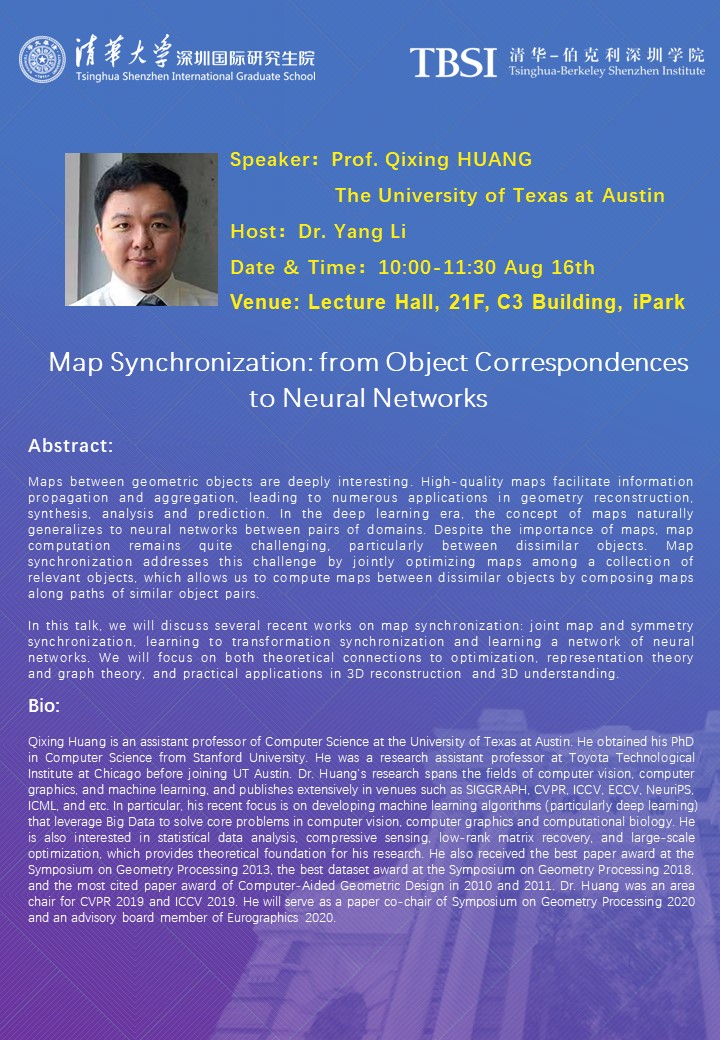 清华大学深圳国际研究生院
Tsinghua Shenzhen International Graduate School
TBSI 清华-伯克利深圳学院
Tsinghua-Berkeley Shenzhen Institute
Speaker: Prof. Qixing HUANG
The University of Texas at Austin
Host: Dr. Yang Li
Date & Time: 10:00-11:30 Aug 16th
Venue: Lecture Hall, 21F, C3 Building, iPark
Map Synchronization: from Object Correspondences
to Neural Networks
Abstract:
Maps between geometric objects are deeply interesting. High-quality maps facilitate information
propagation and aggregation, leading to numerous applications in geometry reconstruction,
synthesis, analysis and prediction. In the deep learning era, the concept of maps naturally
generalizes to neural networks between pairs of domains. Despite the importance of maps, map
computation remains quite challenging, particularly between dissimilar objects. Map
synchronization addresses this challenge by jointly optimizing maps among a collection of
relevant objects, which allows us to compute maps between dissimilar objects by composing maps
along paths of similar object pairs.
In this talk, we will discuss several recent works on map synchronization: joint map and symmetry
synchronization, learning to transformation synchronization and learning a network of neural
networks. We will focus on both theoretical connections to optimization, representation theory
and graph theory, and practical applications in 3D reconstruction and 3D understanding.
Bio:
Qixing Huang is an assistant professor of Computer Science at the University of Texas at Austin. He obtained his PhD
in Computer Science from Stanford University. He was a research assistant professor at Toyota Technological
Institute at Chicago before joining UT Austin. Dr. Huang's research spans the fields of computer vision, computer
graphics, and machine learning, and publishes extensively in venues such as SIGGRAPH, CVPR, ICCV, ECCV, NeuriPS,
ICML, and etc. In particular, his recent focus is on developing machine learning algorithms (particularly deep learning)
that leverage Big Data to solve core problems in computer vision, computer graphics and computational biology. He
is also interested in statistical data analysis, compressive sensing, low-rank matrix recovery, and large-scale
optimization, which provides theoretical foundation for his research. He also received the best paper award at the
Symposium on Geometry Processing 2013, the best dataset award at the Symposium on Geometry Processing 2018,
and the most cited paper award of Computer-Aided Geometric Design in 2010 and 2011. Dr. Huang was an area
chair for CVPR 2019 and ICCV 2019. He will serve as a paper co-chair of Symposium on Geometry Processing 2020
and an advisory board member of Eurographics 2020.